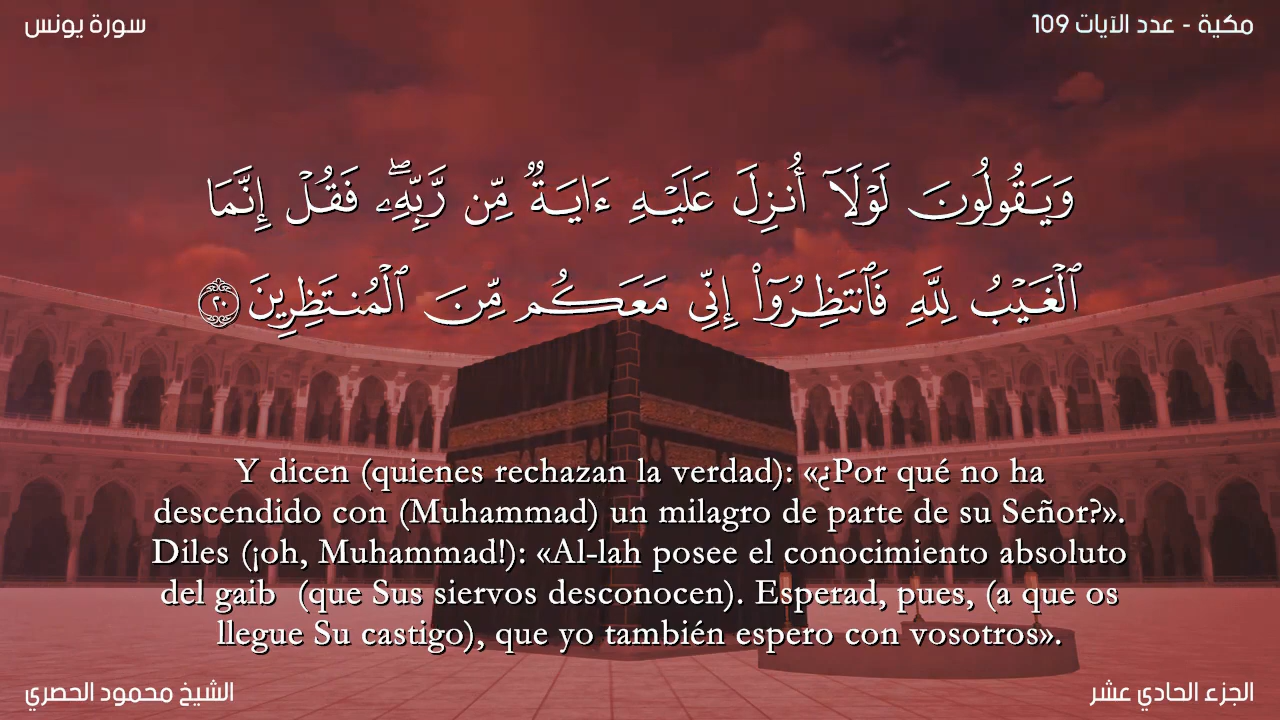 سورة يونس
مكية - عدد الآيات 109
وَيَقُولُونَ لَوْلَآ أُنزِلَ عَلَيْهِ ءَايَةٌ مِّن رَّبِّهِۦ ۖ فَقُلْ إِنَّمَا
ٱلْغَيْبُ لِلَّهِ فَٱنتَظِرُوٓا۟ إِنِّى مَعَكُم مِّنَ ٱلْمُنتَظِرِينَ ٢٠
Y dicen (quienes rechazan la verdad): «¿Por qué no ha
descendido con (Muhammad) un milagro de parte de su Señor?».
Diles (¡oh, Muhammad!): «Al-lah posee el conocimiento absoluto
del gaib (que Sus siervos desconocen). Esperad, pues, (a que os
llegue Su castigo), que yo también espero con vosotros».
الشيخ محمود الحصري
الجزء الحادي عشر